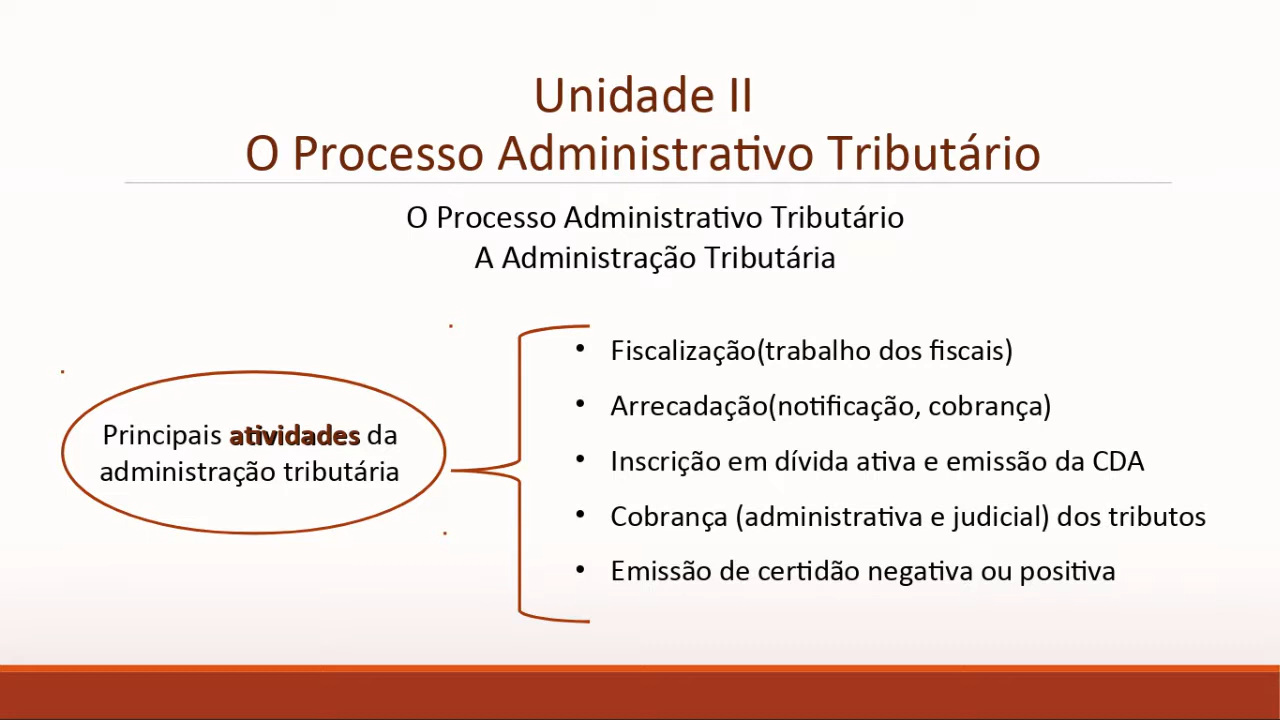 Unidade II
O Processo Administrativo Tributário
O Processo Administrativo Tributário
A Administração Tributária
Principais atividades da
administração tributária
• Fiscalização(trabalho dos fiscais)
• Arrecadação(notificação, cobrança)
• Inscrição em dívida ativa e emissão da CDA
• Cobrança (administrativa e judicial) dos tributos
• Emissão de certidão negativa ou positiva